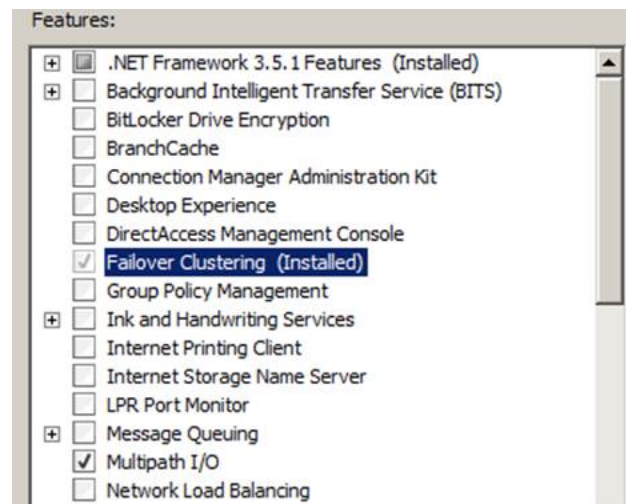 Features:
.NET Framework 3.5.1 Features (Installed)
Background Intelligent Transfer Service (BITS)
BitLocker Drive Encryption
BranchCache
Connection Manager Administration Kit
Desktop Experience
DirectAccess Management Console
Failover Clustering (Installed)
Group Policy Management
Ink and Handwriting Services
Internet Printing Client
Internet Storage Name Server
LPR Port Monitor
Message Queuing
Multipath I/O
Network Load Balancing